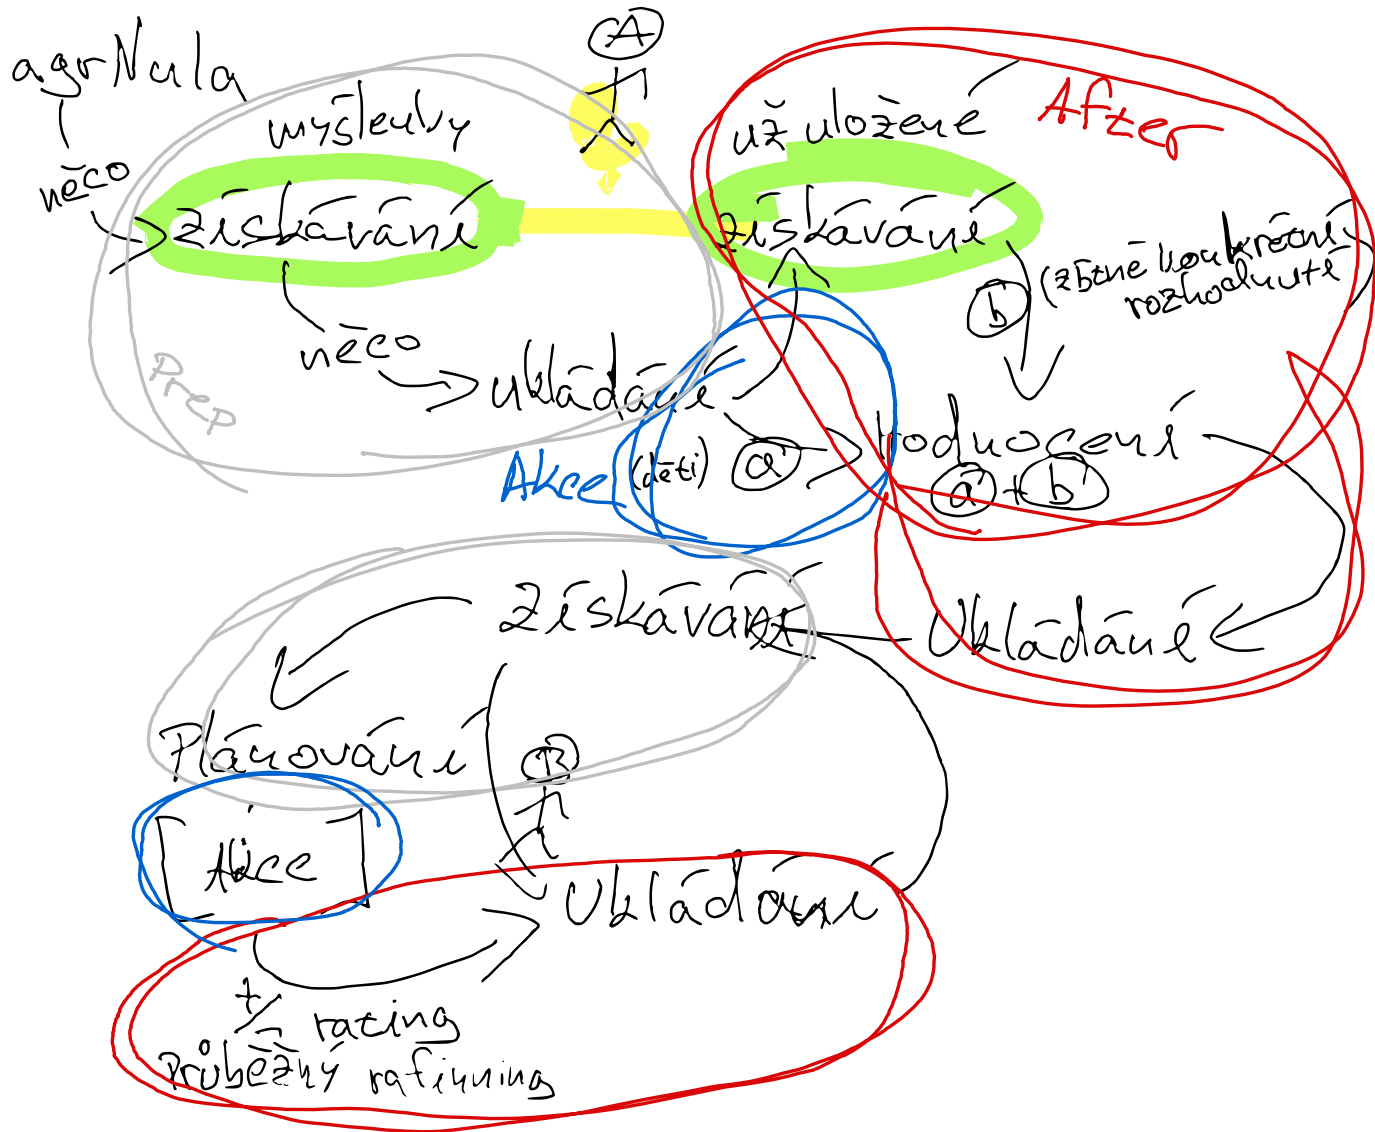 A
agrNula
After
myšlenky
už uložené
něco
získávání
získávání
b
(zpětně konkrétní
rozhodnutí
něco
Prep
ukládání
hodnocení
Akce
(děti)
a
a + b
získávání
Ukládání
Plánování
B
Akce
Ukládání
+/- rating
Průběžný rafinning